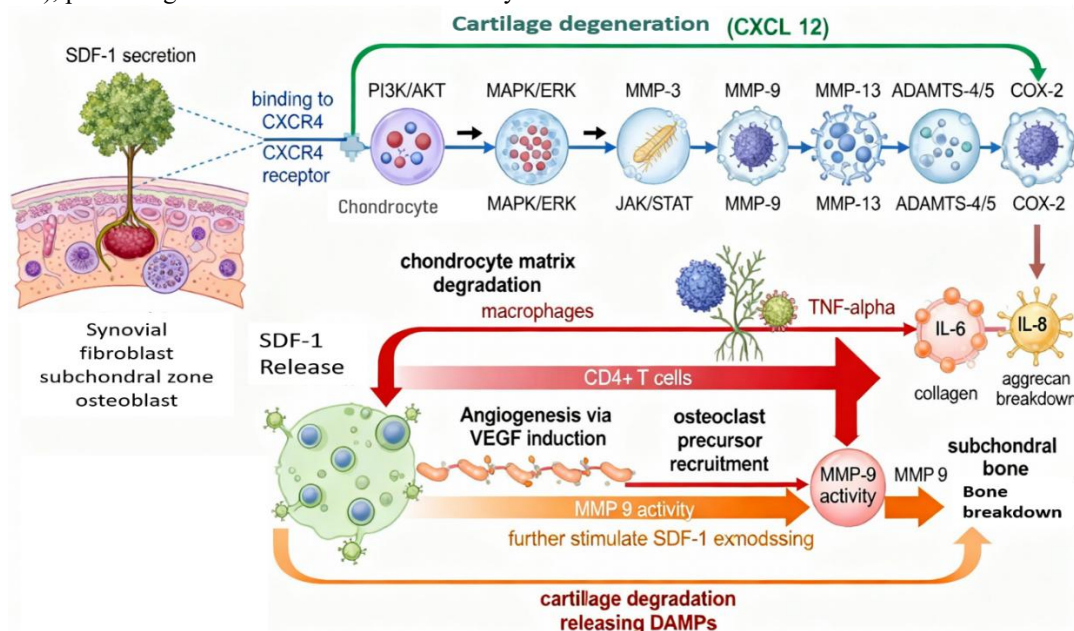 Cartilage degeneration (CXCL 12)
SDF-1 secretion
binding to
CXCR4
CXCR4
receptor
PI3K/AKT
MAPK/ERK
MMP-3
MMP-9
MMP-13
ADAMTS-4/5
COX-2
Chondrocyte
MAPK/ERK
JAK/STAT
MMP-9
MMP-13
ADAMTS-4/5
COX-2
Synovial
fibroblast
subchondral zone
osteoblast
chondrocyte matrix
degradation
macrophages
TNF-alpha
IL-6
IL-8
collagen
aggrecan
breakdown
SDF-1
Release
CD4+ T cells
Angiogenesis via
VEGF induction
osteoclast
precursor
recruitment
MMP-9
activity
MMP 9
subchondral
bone
Bone
breakdown
MMP 9 activity
further stimulate SDF-1 exmodssing
cartilage degradation
releasing DAMPs